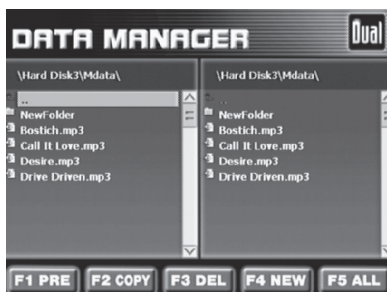 DATA MANAGER
Dual
\Hard Disk3\Mdata\
..
NewFolder
Bostich.mp3
Call It Love.mp3
Desire.mp3
Drive Driven.mp3
\Hard Disk3\Mdata\
..
NewFolder
Bostich.mp3
Call It Love.mp3
Desire.mp3
Drive Driven.mp3
F1 PRE F2 COPY F3 DEL F4 NEW F5 ALL